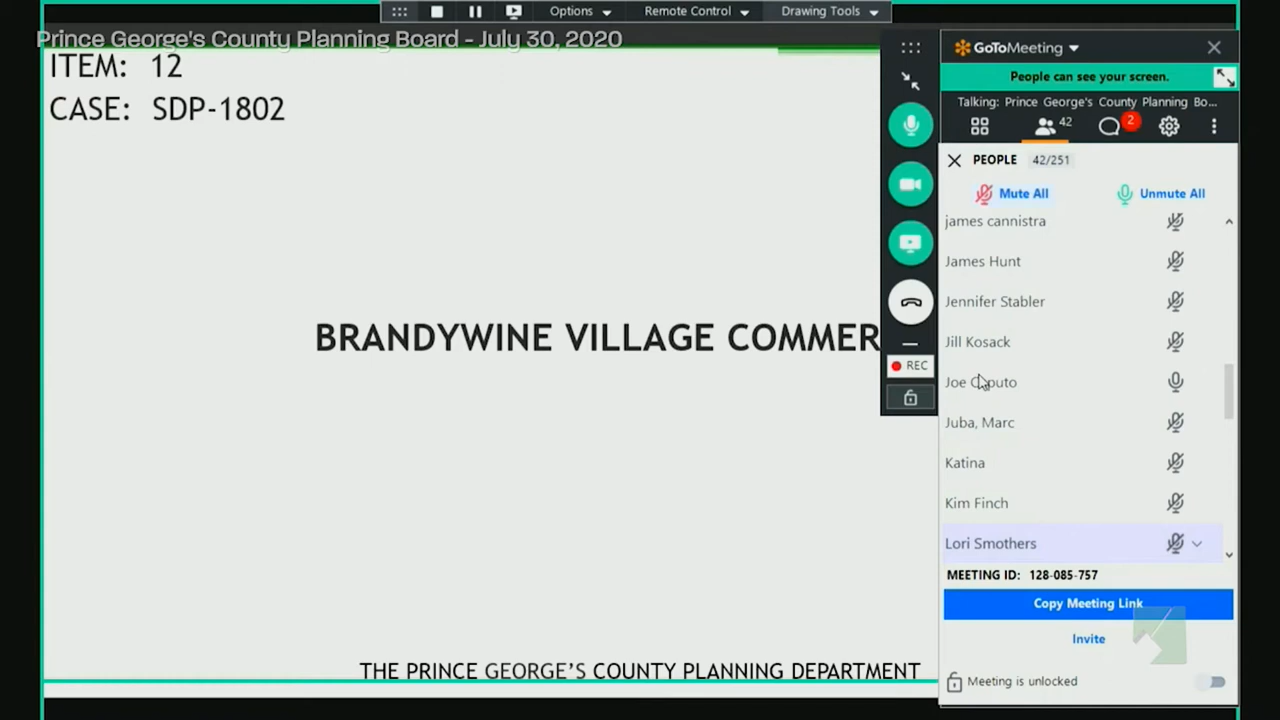 Options
Remote Control
Drawing Tools
Prince George's County Planning Board - July 30, 2020
ITEM: 12
CASE: SDP-1802
BRANDYWINE VILLAGE COMMER
THE PRINCE GEORGE'S COUNTY PLANNING DEPARTMENT
REC
GoToMeeting
People can see your screen.
Talking: Prince George's County Planning Bo...
42
2
PEOPLE 42/251
Mute All
Unmute All
james cannistra
James Hunt
Jennifer Stabler
Jill Kosack
Joe Caputo
Juba, Marc
Katina
Kim Finch
Lori Smothers
MEETING ID: 128-085-757
Copy Meeting Link
Invite
Meeting is unlocked